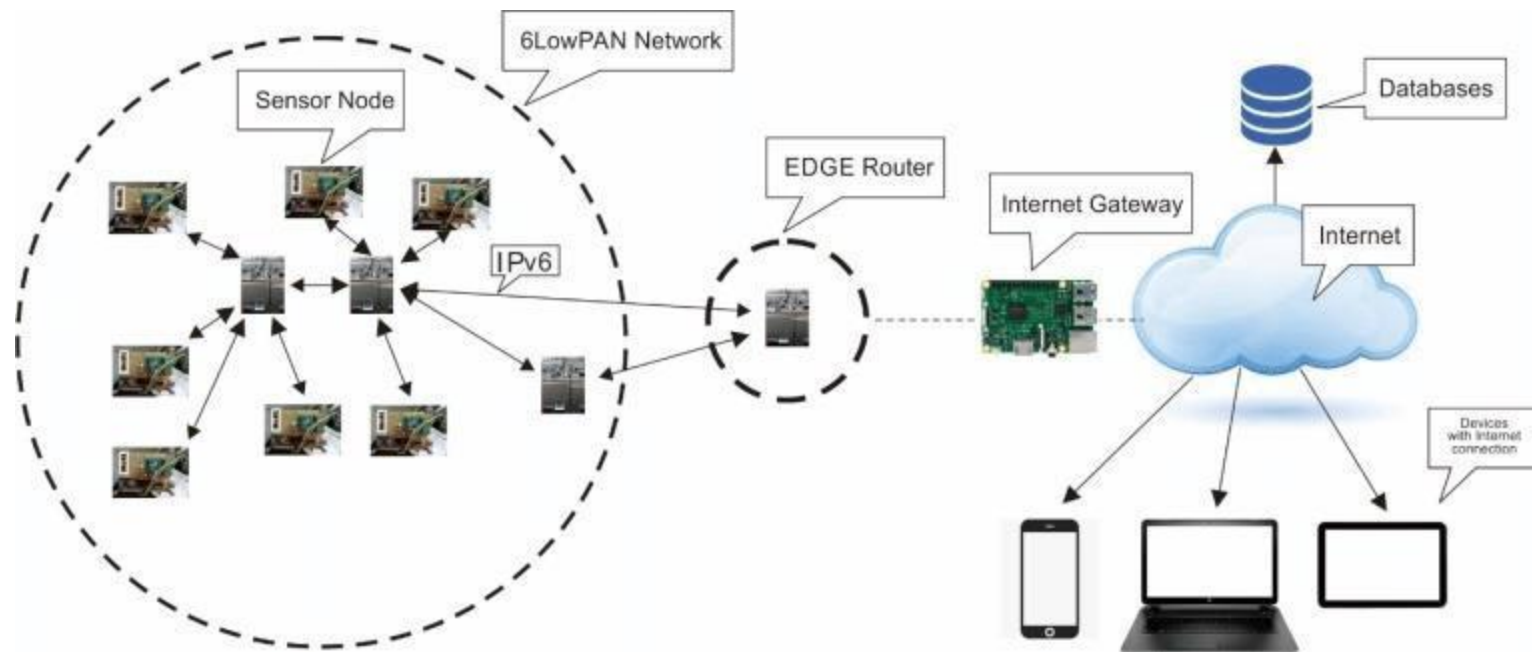 6LowPAN Network
Sensor Node
Databases
EDGE Router
Internet Gateway
Internet
IPv6
Devices
with Internet
connection